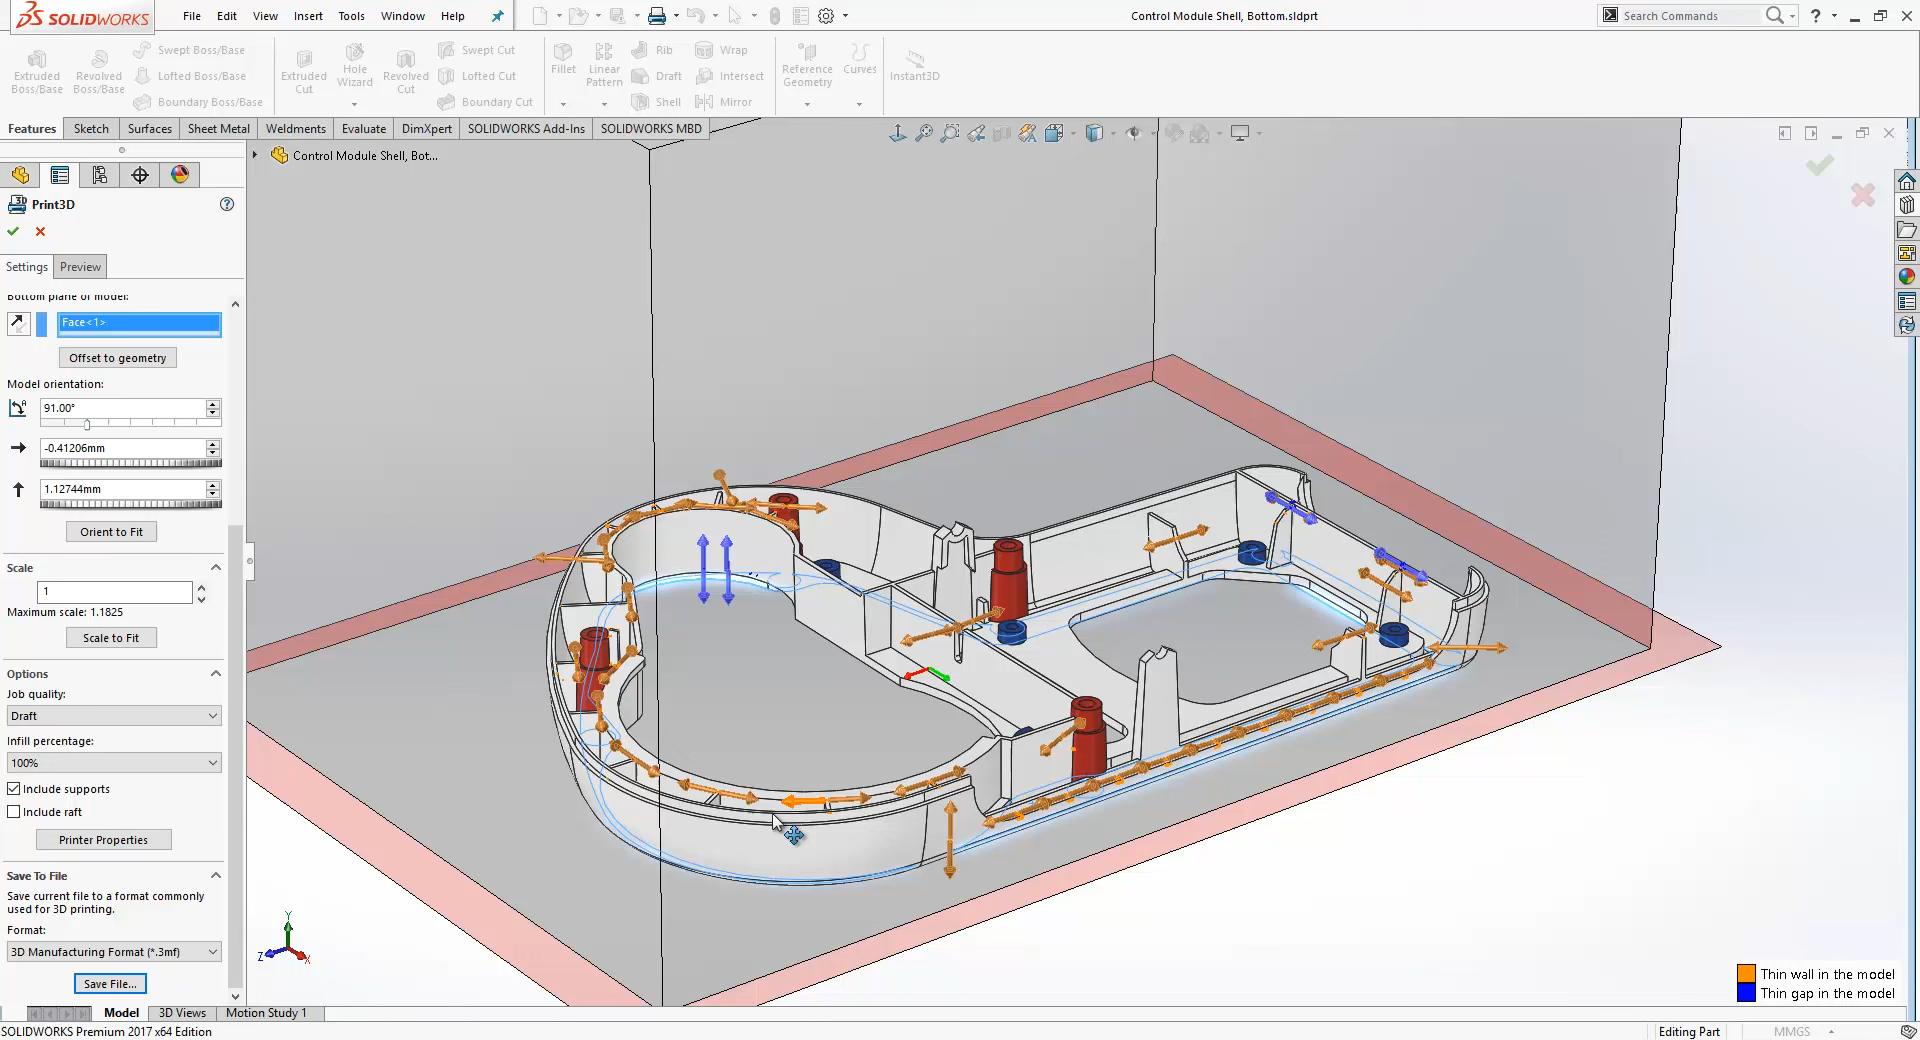 SOLIDWORKS
File Edit View Insert Tools Window Help
Control Module Shell, Bottom.sldprt
Search Commands
?
Extruded Boss/Base
Revolved Boss/Base
Swept Boss/Base
Lofted Boss/Base
Boundary Boss/Base
Extruded Cut
Hole Wizard
Revolved Cut
Swept Cut
Lofted Cut
Boundary Cut
Fillet
Linear Pattern
Rib
Draft
Shell
Wrap
Intersect
Mirror
Reference Geometry
Curves
Instant3D
Features Sketch Surfaces Sheet Metal Weldments Evaluate DimXpert SOLIDWORKS Add-Ins SOLIDWORKS MBD
Control Module Shell, Bot...
3D Print3D ?
Settings Preview
Bottom plane of model:
Face<1>
Offset to geometry
Model orientation:
91.00°
-0.41206mm
1.12744mm
Orient to Fit
Scale
1
Maximum scale: 1.1825
Scale to Fit
Options
Job quality:
Draft
Infill percentage:
100%
Include supports
Include raft
Printer Properties
Save To File
Save current file to a format commonly
used for 3D printing.
Format:
3D Manufacturing Format (*.3mf)
Save File...
Y
Z
X
Thin wall in the model
Thin gap in the model
Model 3D Views Motion Study 1
SOLIDWORKS Premium 2017 x64 Edition
Editing Part
MMGS